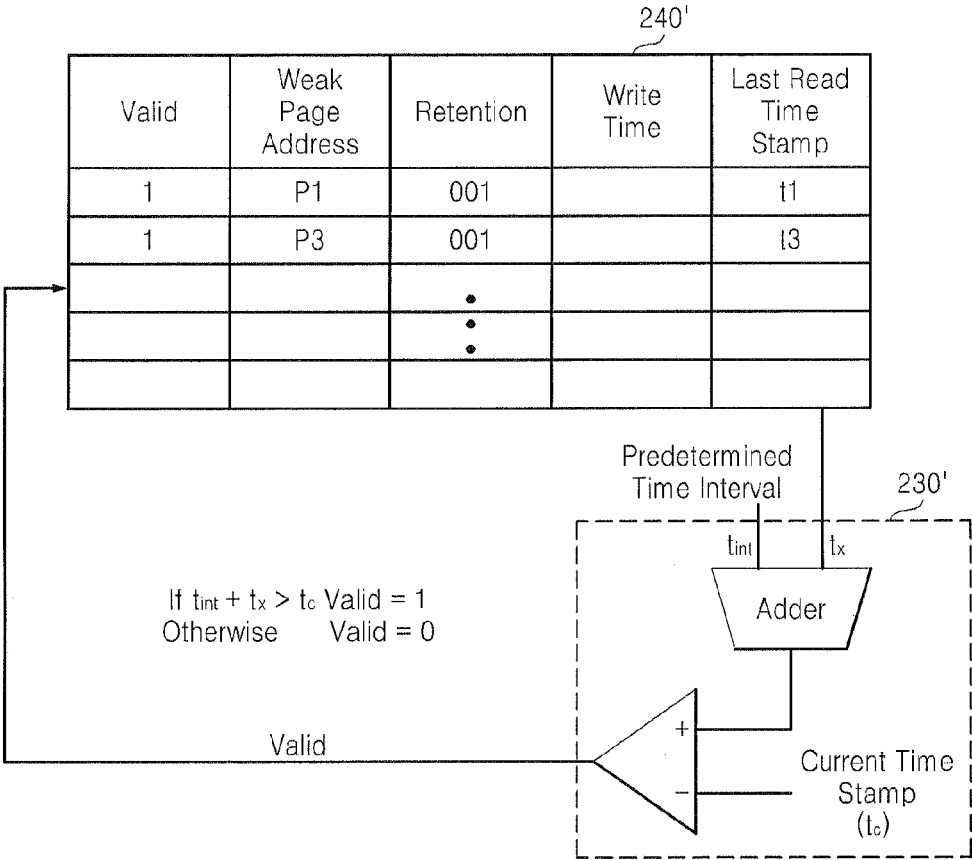 240'
Valid
Weak
Page
Address
Retention
Write
Time
Last Read
Time
Stamp
1 P1 001 t1
1 P3 001 t3
Predetermined
Time Interval
230'
tint tx
Adder
If tint + tx > tc Valid = 1
Otherwise Valid = 0
+
Valid
Current Time
Stamp
(tc)
−